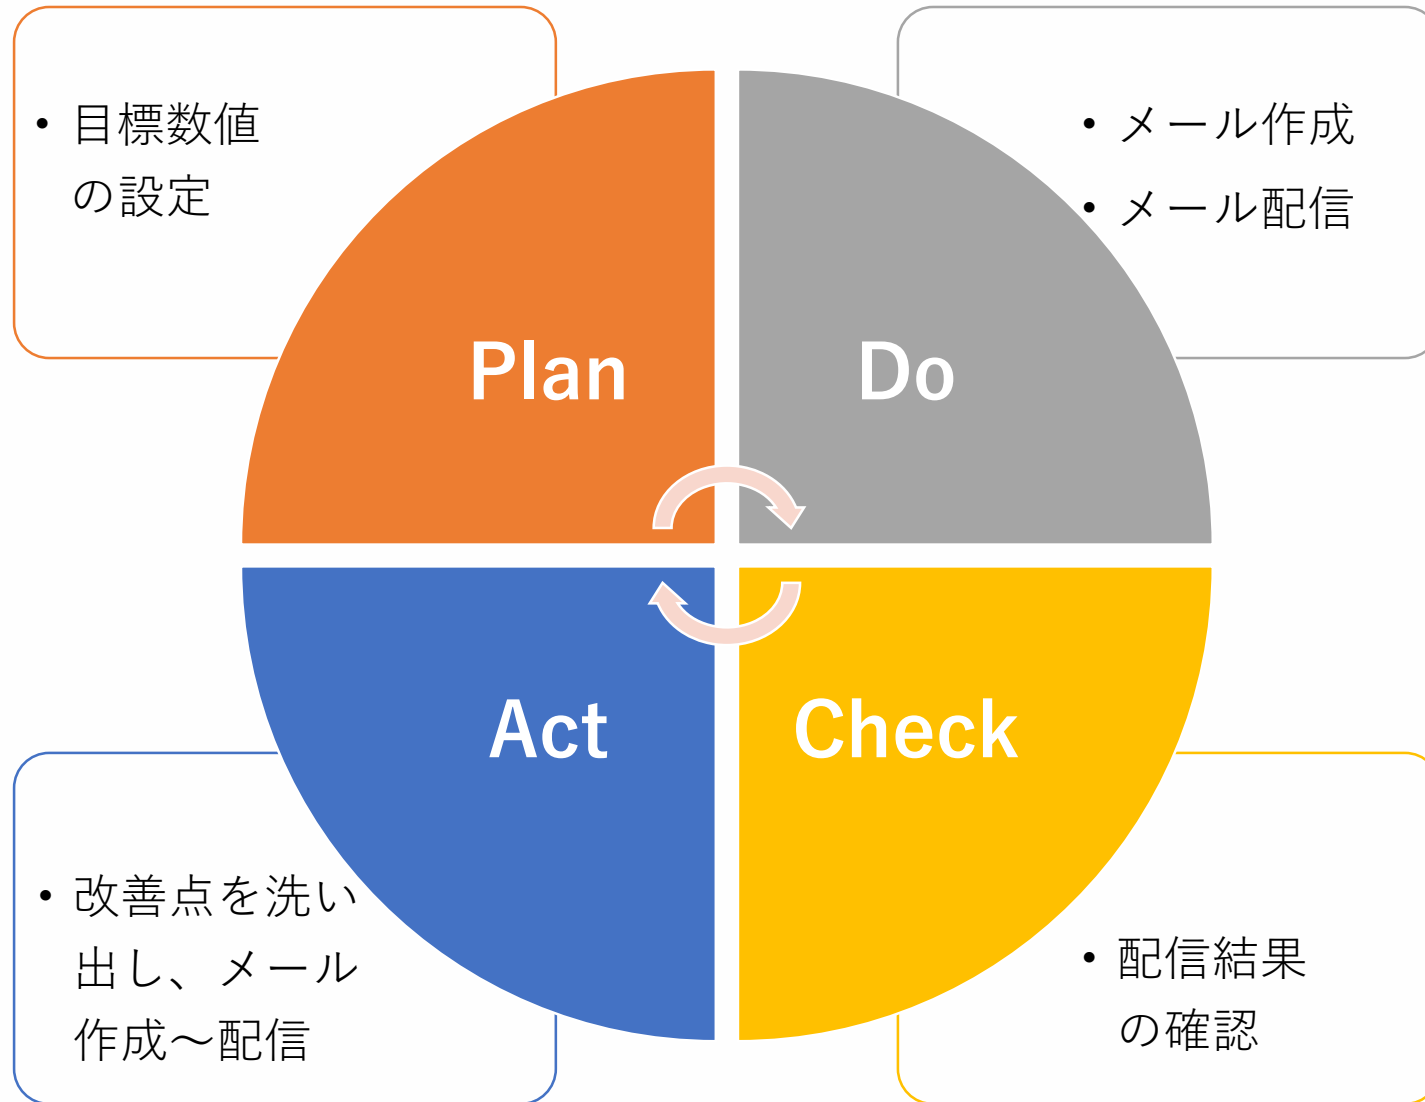 • 目標数値
の設定
• メール作成
• メール配信
Plan
Do
Act
Check
• 改善点を洗い
出し、メール
作成～配信
• 配信結果
の確認